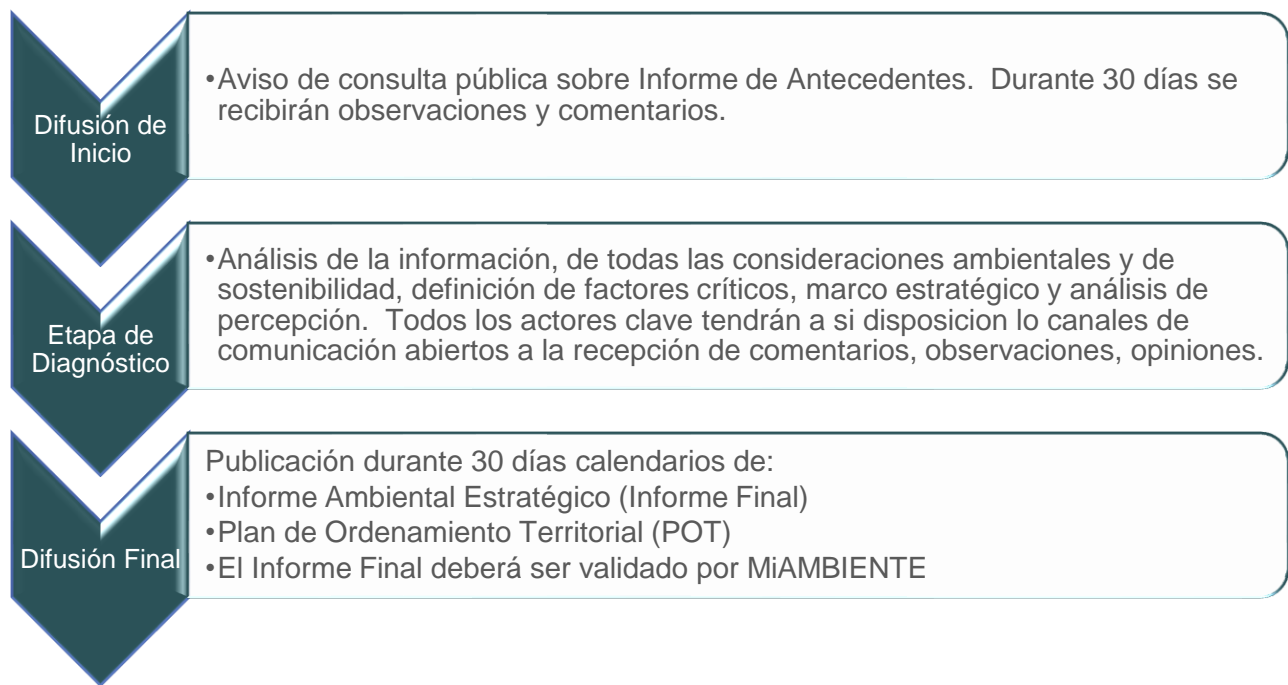 Difusión de
Inicio
•Aviso de consulta pública sobre Informe de Antecedentes.  Durante 30 días se
recibirán observaciones y comentarios.
Etapa de
Diagnóstico
•Análisis de la información, de todas las consideraciones ambientales y de
sostenibilidad, definición de factores críticos, marco estratégico y análisis de
percepción.  Todos los actores clave tendrán a si disposicion lo canales de
comunicación abiertos a la recepción de comentarios, observaciones, opiniones.
Difusión Final
Publicación durante 30 días calendarios de:
•Informe Ambiental Estratégico (Informe Final)
•Plan de Ordenamiento Territorial (POT)
•El Informe Final deberá ser validado por MiAMBIENTE